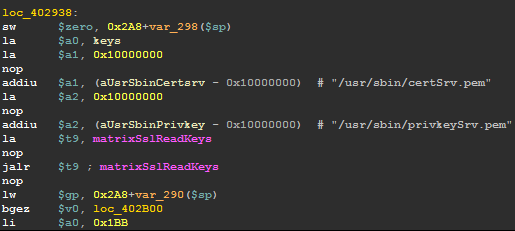 loc_402938:
sw $zero, 0x2A8+var_298($sp)
la $a0, keys
la $a1, 0x10000000
nop
addiu $a1, (aUsrSbinCertsrv - 0x10000000) # "/usr/sbin/certSrv.pem"
la $a2, 0x10000000
nop
addiu $a2, (aUsrSbinPrivkey - 0x10000000) # "/usr/sbin/privkeySrv.pem"
la $t9, matrixSslReadKeys
nop
jalr $t9 ; matrixSslReadKeys
nop
lw $gp, 0x2A8+var_290($sp)
bgez $v0, loc_402B00
li $a0, 0x1BB